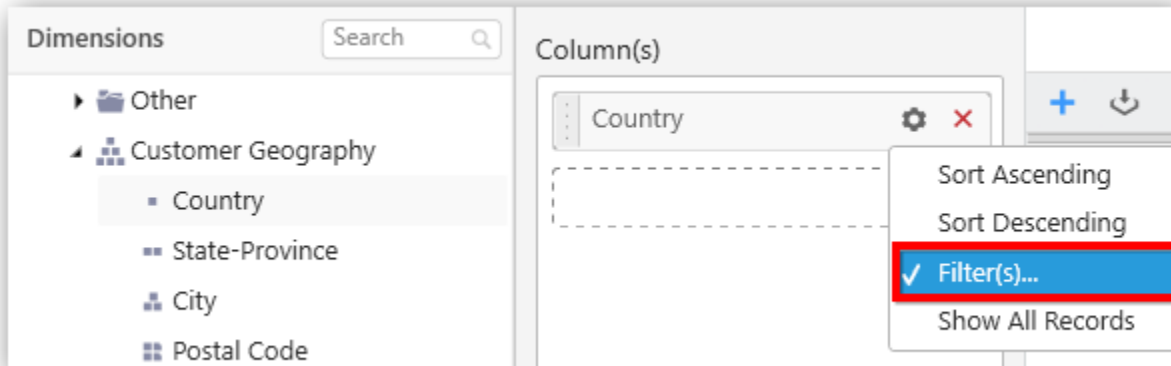 Dimensions
Search
Other
Customer Geography
Country
State-Province
City
Postal Code
Column(s)
Country
Sort Ascending
Sort Descending
Filter(s)...
Show All Records